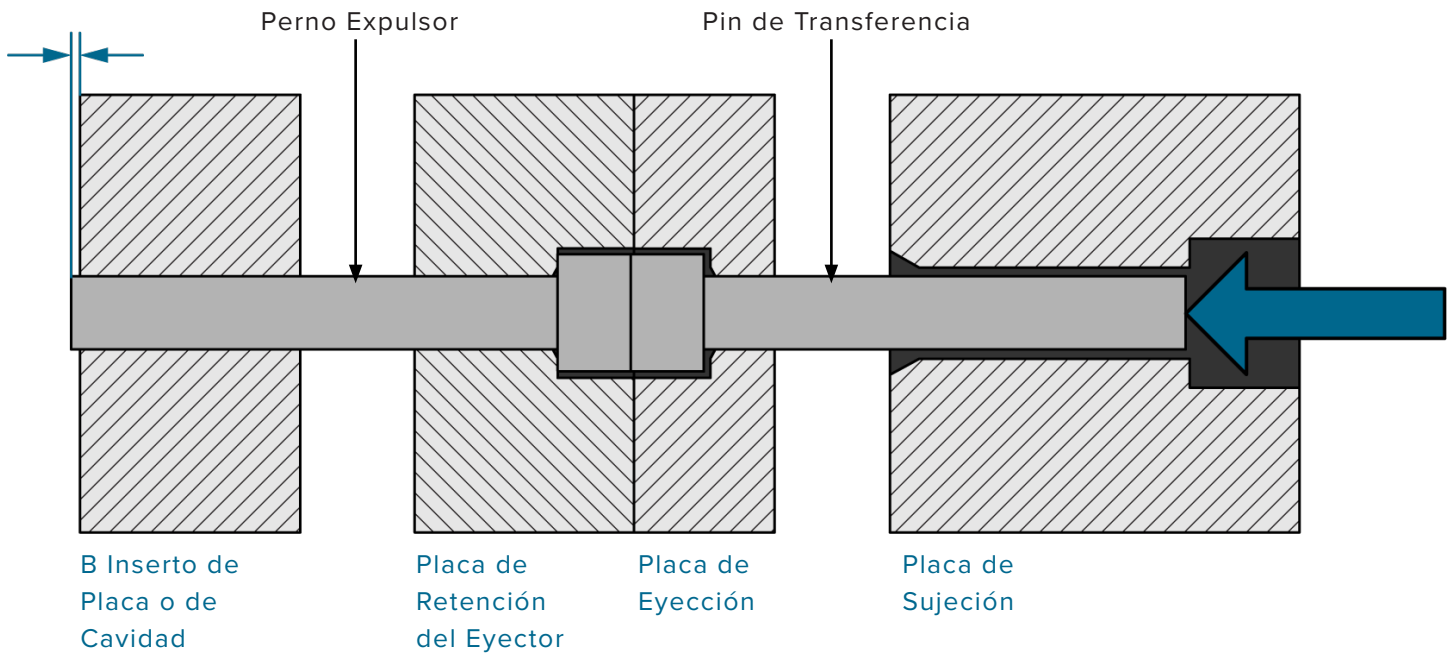 Perno Expulsor
Pin de Transferencia
B Inserto de
Placa o de
Cavidad
Placa de
Retención
del Eyector
Placa de
Eyección
Placa de
Sujeción